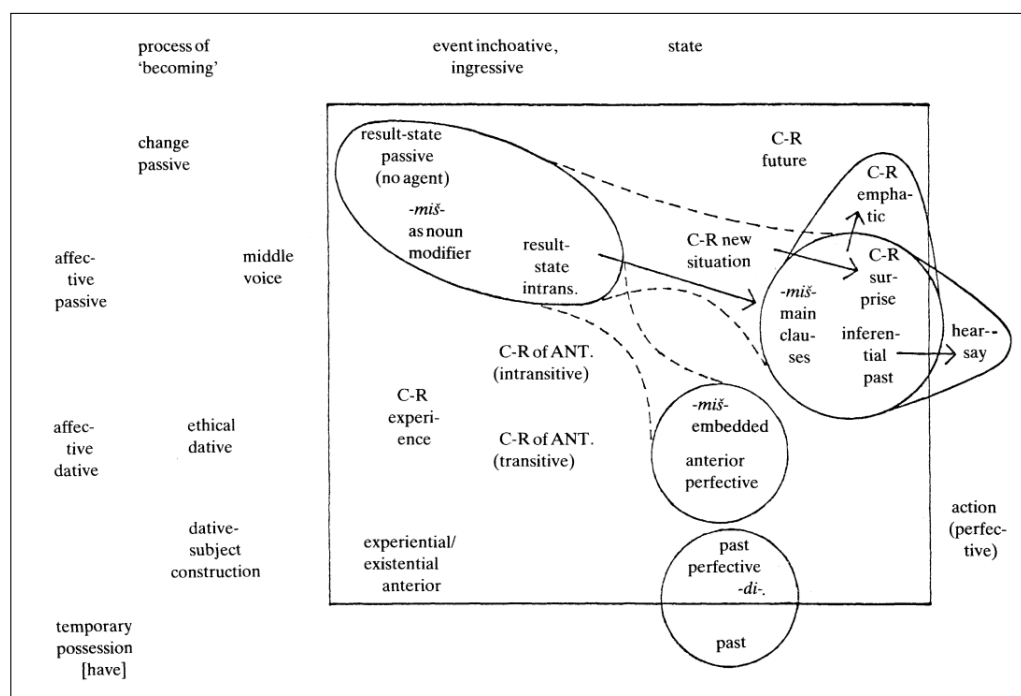 process of
'becoming'
event inchoative,
ingressive
state
change
passive
result-state
passive
(no agent)
-miš-
as noun
modifier
result-
state
intrans.
C-R
future
C-R
empha-
tic
affec-
tive
passive
middle
voice
C-R new
situation
C-R
sur-
prise
-miš-
main
clau-
ses
inferen-
tial
past
hear--
say
C-R of ANT.
(intransitive)
C-R
experi-
ence
C-R of ANT.
(transitive)
-miš-
embedded
anterior
perfective
affec-
tive
dative
ethical
dative
dative-
subject
construction
experiential/
existential
anterior
past
perfective
-di-.
action
(perfec-
tive)
temporary
possession
[have]
past